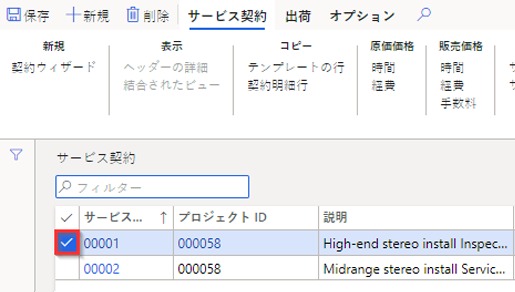 保存 新規 削除 サービス契約 出荷 オプション
新規 表示 コピー 原価価格 販売価格
契約ウィザード ヘッダーの詳細 テンプレートの行 時間 時間
結合されたビュー 契約明細行 経費 経費
手数料
サービス契約
フィルター
サービス... ↑ プロジェクト ID 説明
00001 000058 High-end stereo install Inspec...
00002 000058 Midrange stereo install Servic...